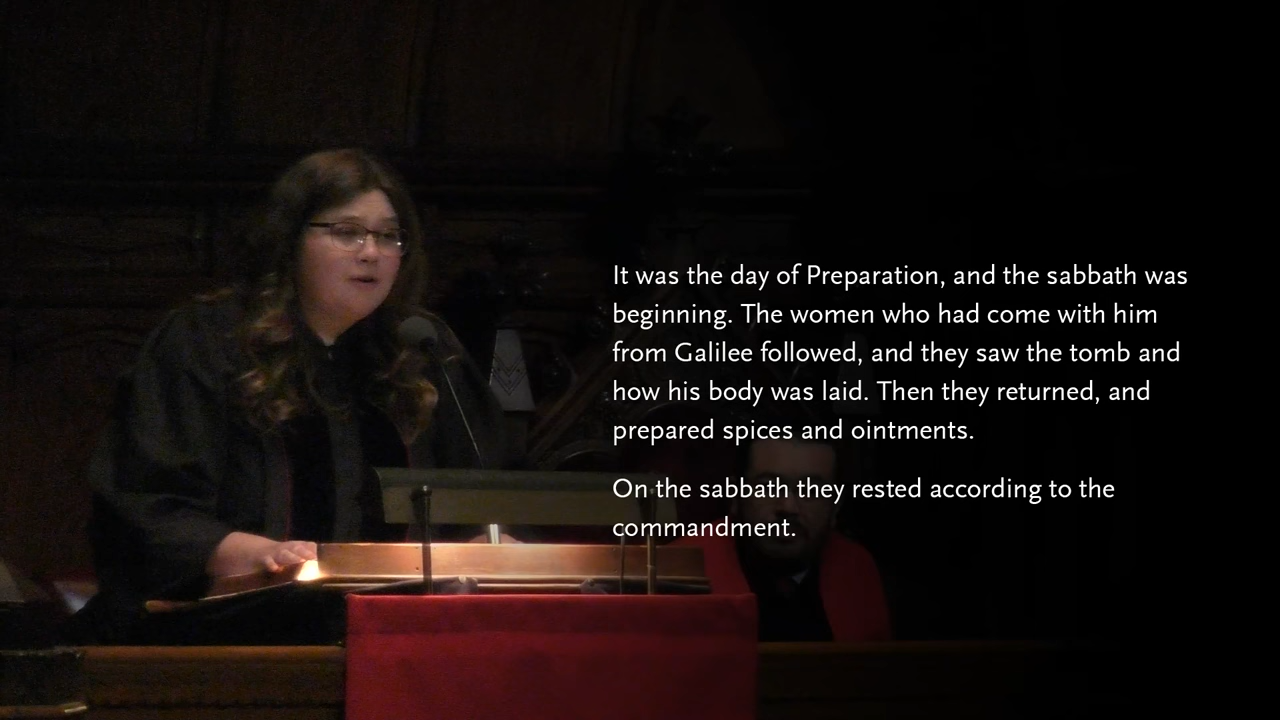 It was the day of Preparation, and the sabbath was
beginning. The women who had come with him
from Galilee followed, and they saw the tomb and
how his body was laid. Then they returned, and
prepared spices and ointments.
On the sabbath they rested according to the
commandment.